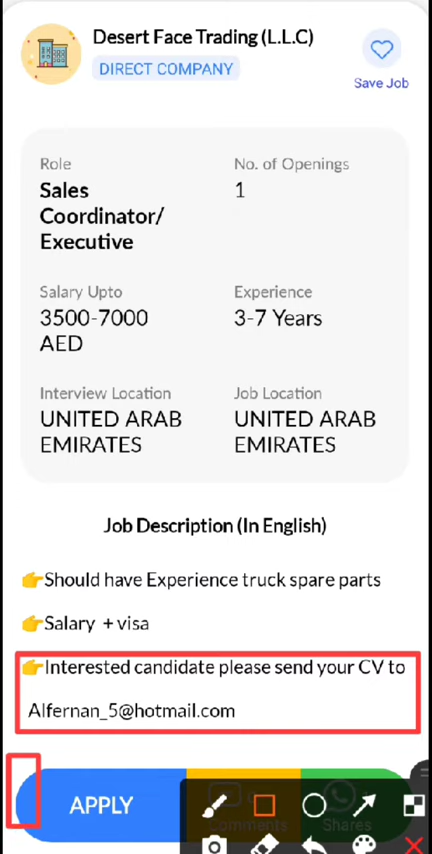 Desert Face Trading (L.L.C)
DIRECT COMPANY
Save Job
Role
Sales
Coordinator/
Executive
No. of Openings
1
Salary Upto
3500-7000
AED
Experience
3-7 Years
Interview Location
UNITED ARAB
EMIRATES
Job Location
UNITED ARAB
EMIRATES
Job Description (In English)
👉Should have Experience truck spare parts
👉Salary + visa
👉Interested candidate please send your CV to
Alfernan_5@hotmail.com
APPLY
Comments
Shares